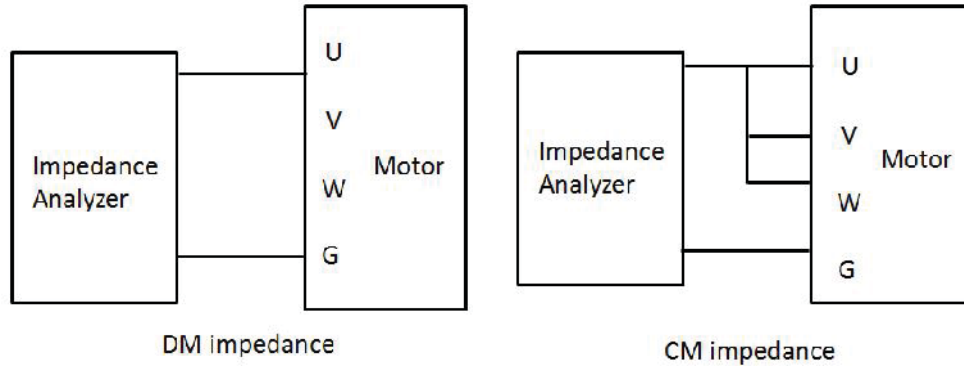 U
V
Impedance
Analyzer
Motor
W
G
DM impedance
U
V
Impedance
Analyzer
Motor
W
G
CM impedance